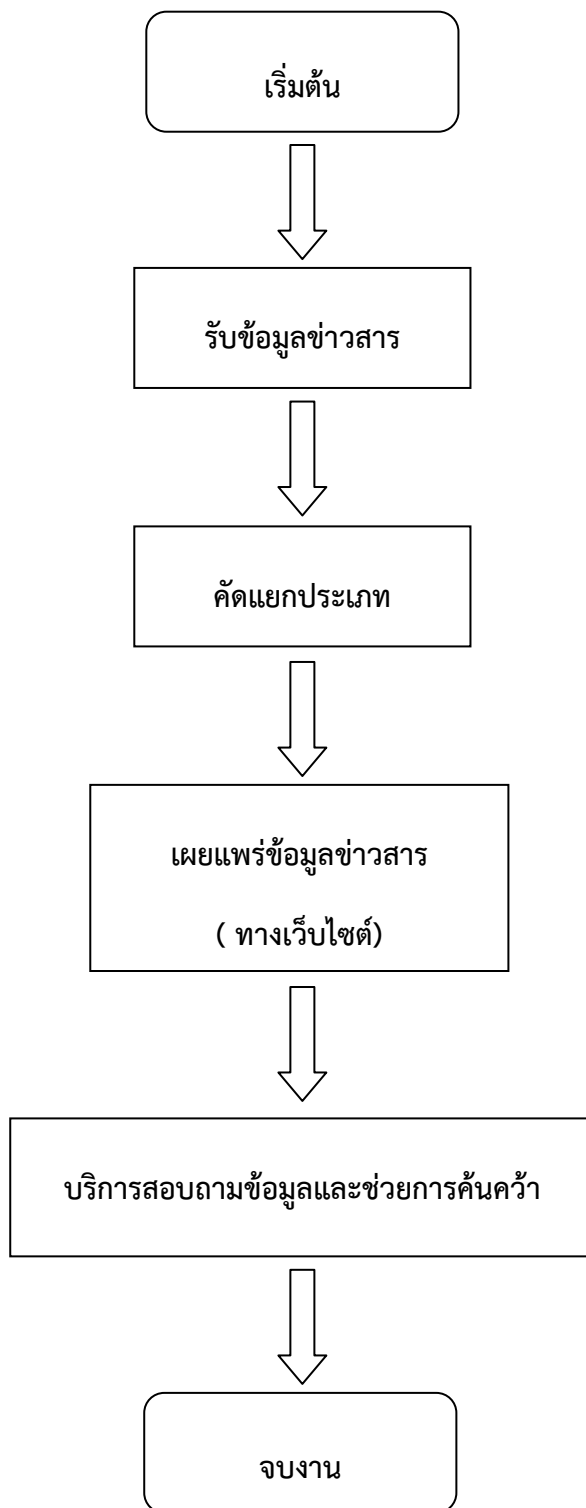 เริ่มต้น
รับข้อมูลข่าวสาร
คัดแยกประเภท
เผยแพร่ข้อมูลข่าวสาร
( ทางเว็บไซต์)
บริการสอบถามข้อมูลและช่วยการค้นคว้า
จบงาน